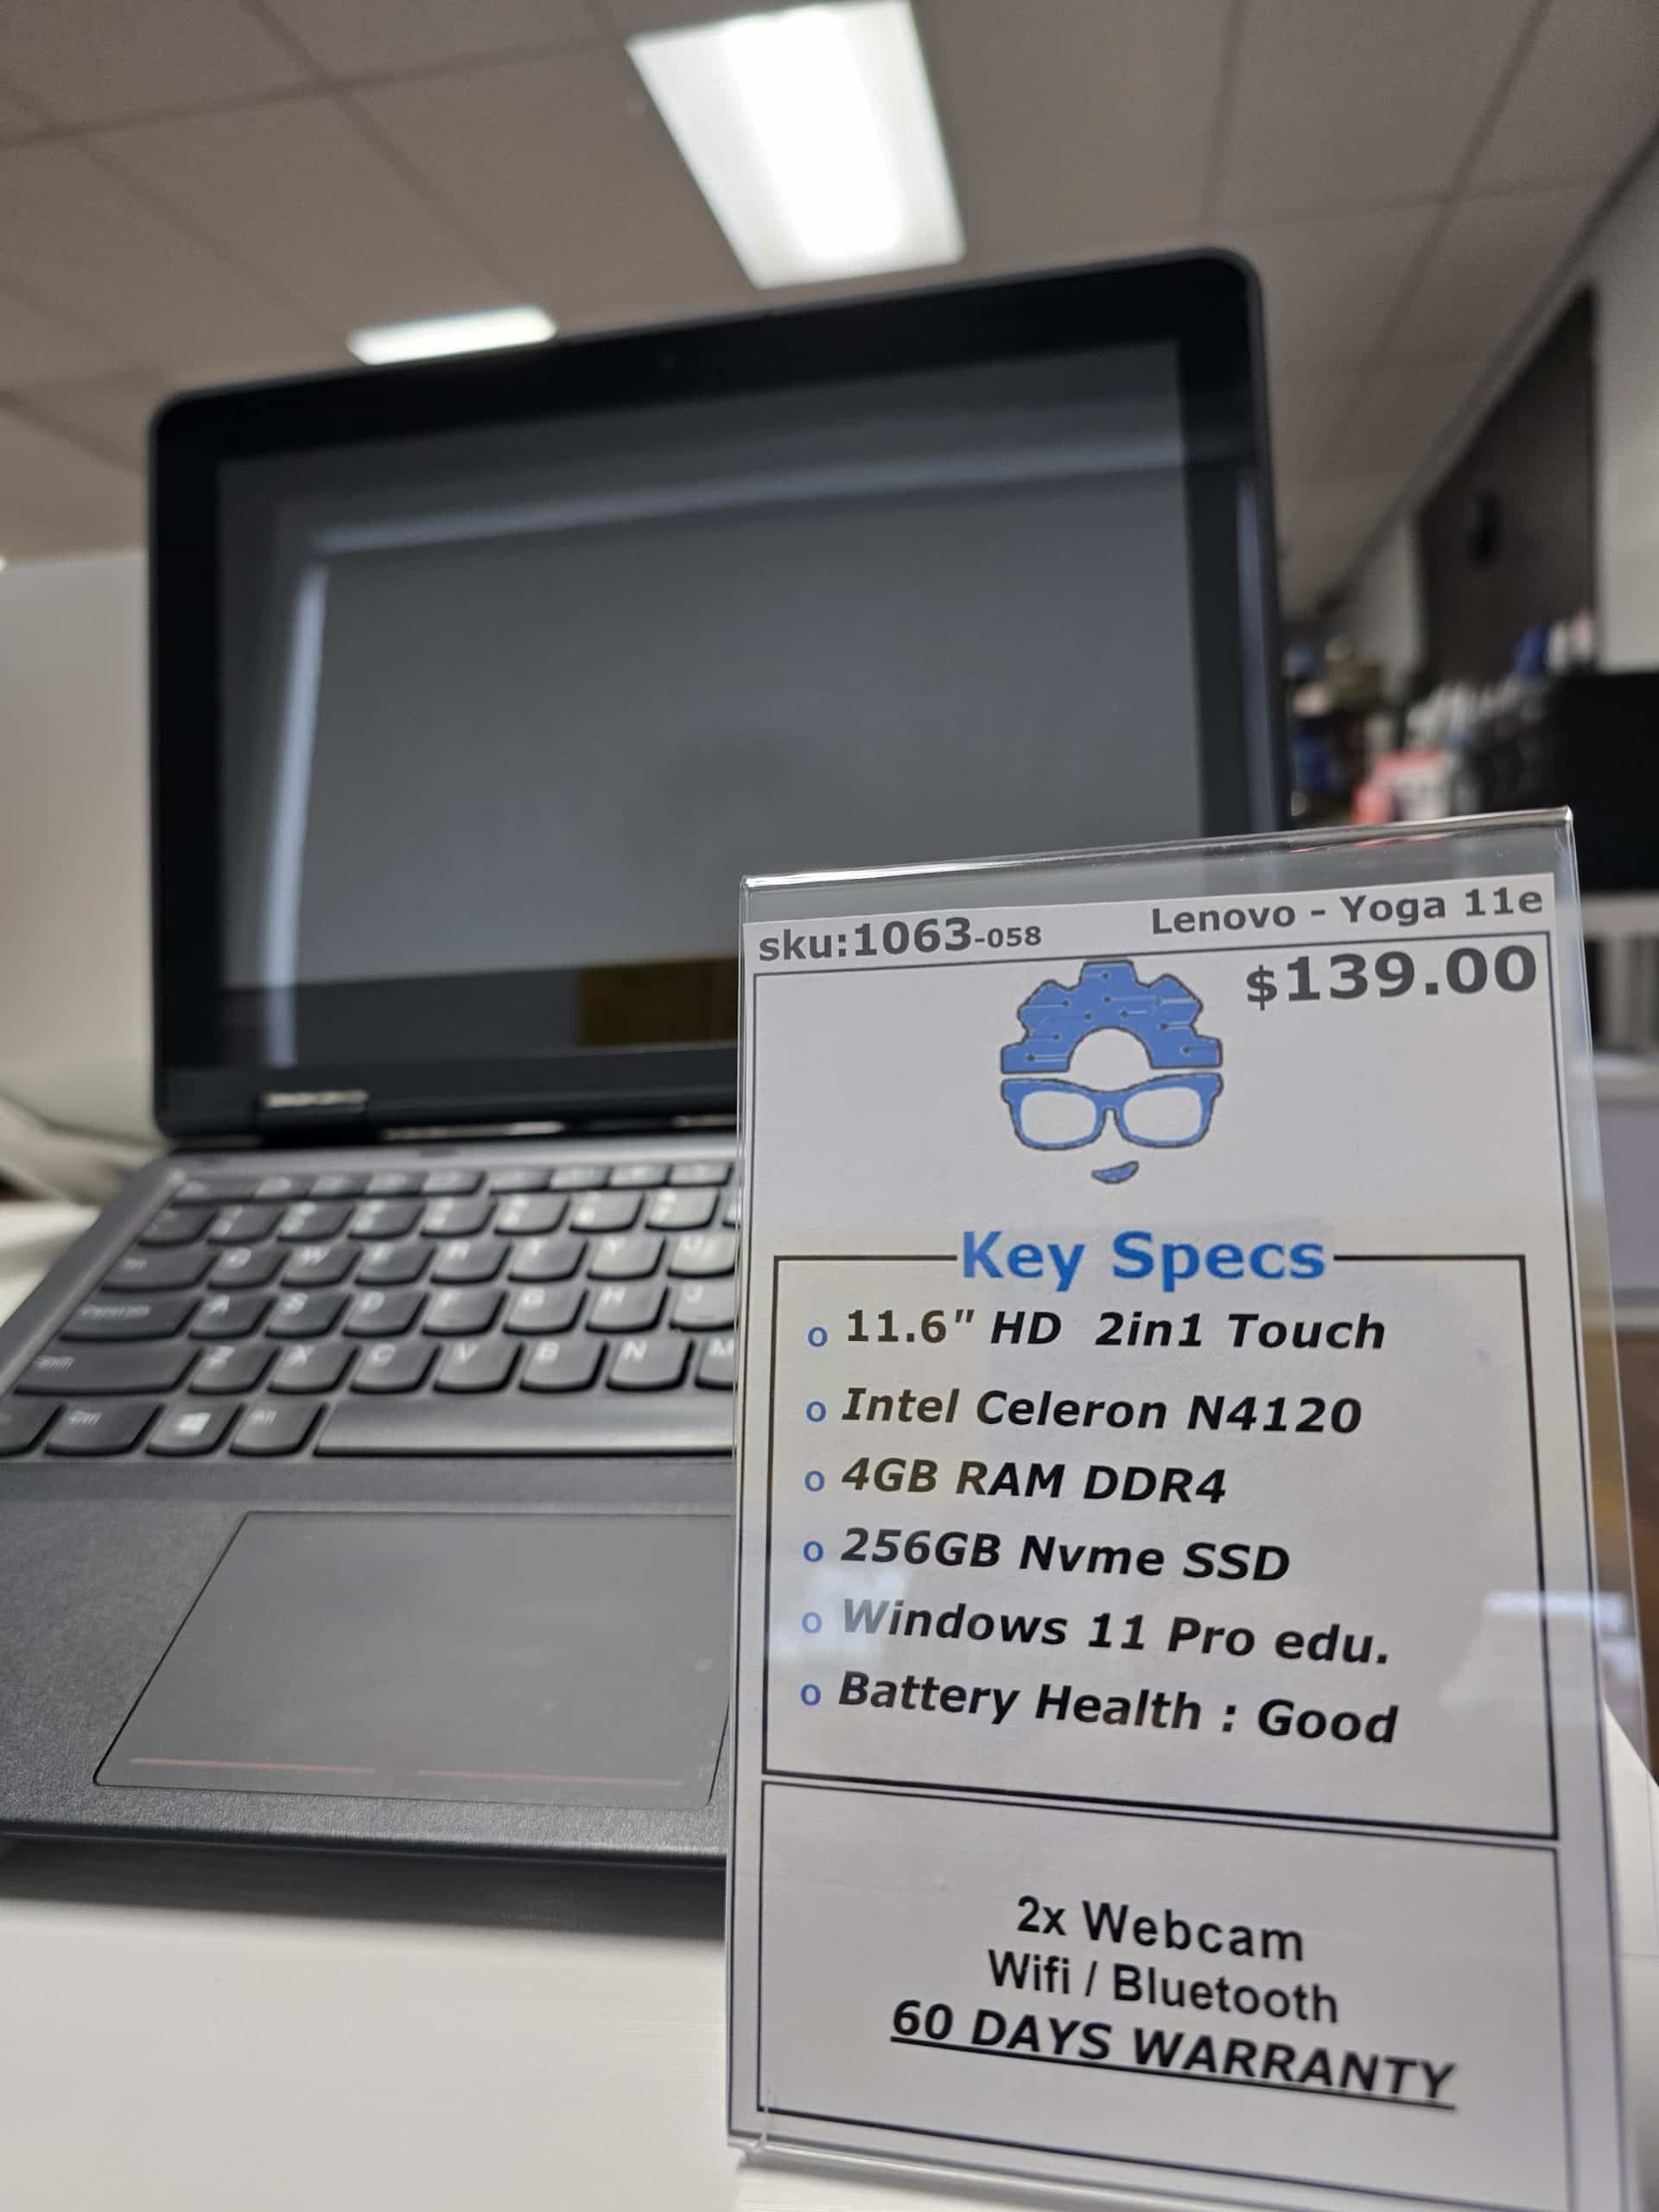 sku:1063-058 Lenovo - Yoga 11e
$139.00
Key Specs
o 11.6" HD 2in1 Touch
o Intel Celeron N4120
o 4GB RAM DDR4
o 256GB Nvme SSD
o Windows 11 Pro edu.
o Battery Health : Good
2x Webcam
Wifi / Bluetooth
60 DAYS WARRANTY